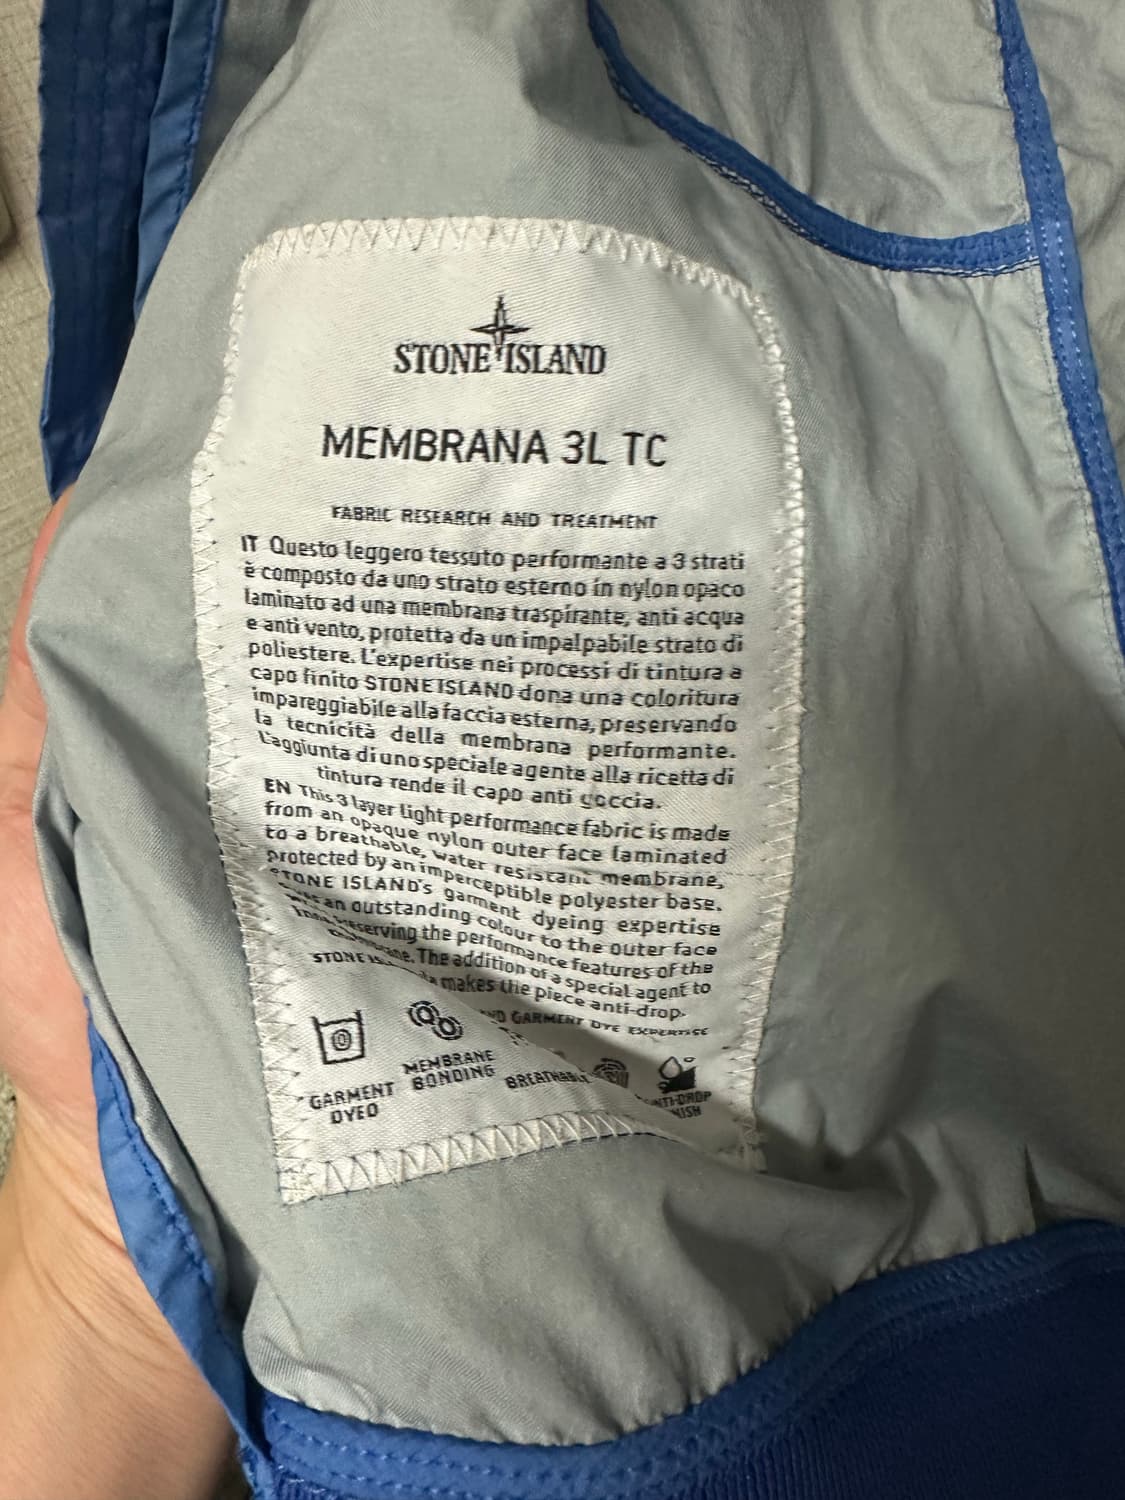 STONE ISLAND
MEMBRANA 3L TC
FABRIC RESEARCH AND TREATMENT
IT Questo leggero tessuto performante a 3 strati
è composto da uno strato esterno in nylon opaco
laminato ad una membrana traspirante, anti acqua
e anti vento, protetta da un impalpabile strato di
poliestere. L'expertise nei processi di tintura a
capo finito STONE ISLAND dona una coloritura
impareggiabile alla faccia esterna, preservando
la tecnicità della membrana performante.
L'aggiunta di uno speciale agente alla ricetta di
tintura rende il capo anti goccia.
EN This 3 layer light performance fabric is made
from an opaque nylon outer face laminated
to a breathable, water resistant membrane,
protected by an imperceptible polyester base.
STONE ISLAND's garment dyeing expertise
an outstanding colour to the outer face
preserving the performance features of the
The addition of a special agent to
makes the piece anti-drop.
STONE GARMENT DYE EXPERTISE
GARMENT
DYED
MEMBRANE
BONDING
BREATHABLE
ANTI-DROP